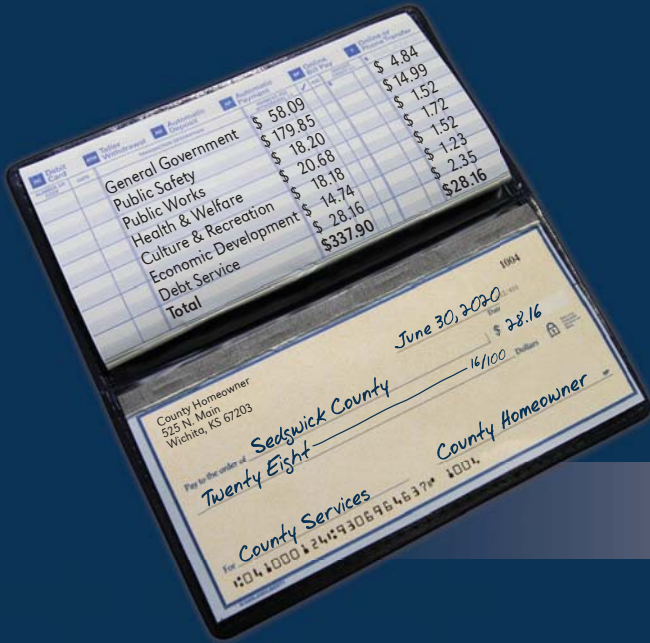 Debit Card
Teller Withdrawal
Automatic Deposit
Automatic Payment
Online Bill Pay
Online or Phone Transfer
General Government $ 58.09 $ 4.84
Public Safety $ 179.85 $14.99
Public Works $ 18.20 $ 1.52
Health & Welfare $ 20.68 $ 1.72
Culture & Recreation $ 18.18 $ 1.52
Economic Development $ 14.74 $ 1.23
Debt Service $ 28.16 $ 2.35
Total $337.90 $28.16
1004
June 30, 2020
Date
County Homeowner
525 N. Main
Wichita, KS 67203
Pay to the order of Sedgwick County $ 28.16
Twenty Eight 16/100 Dollars
For County Services County Homeowner